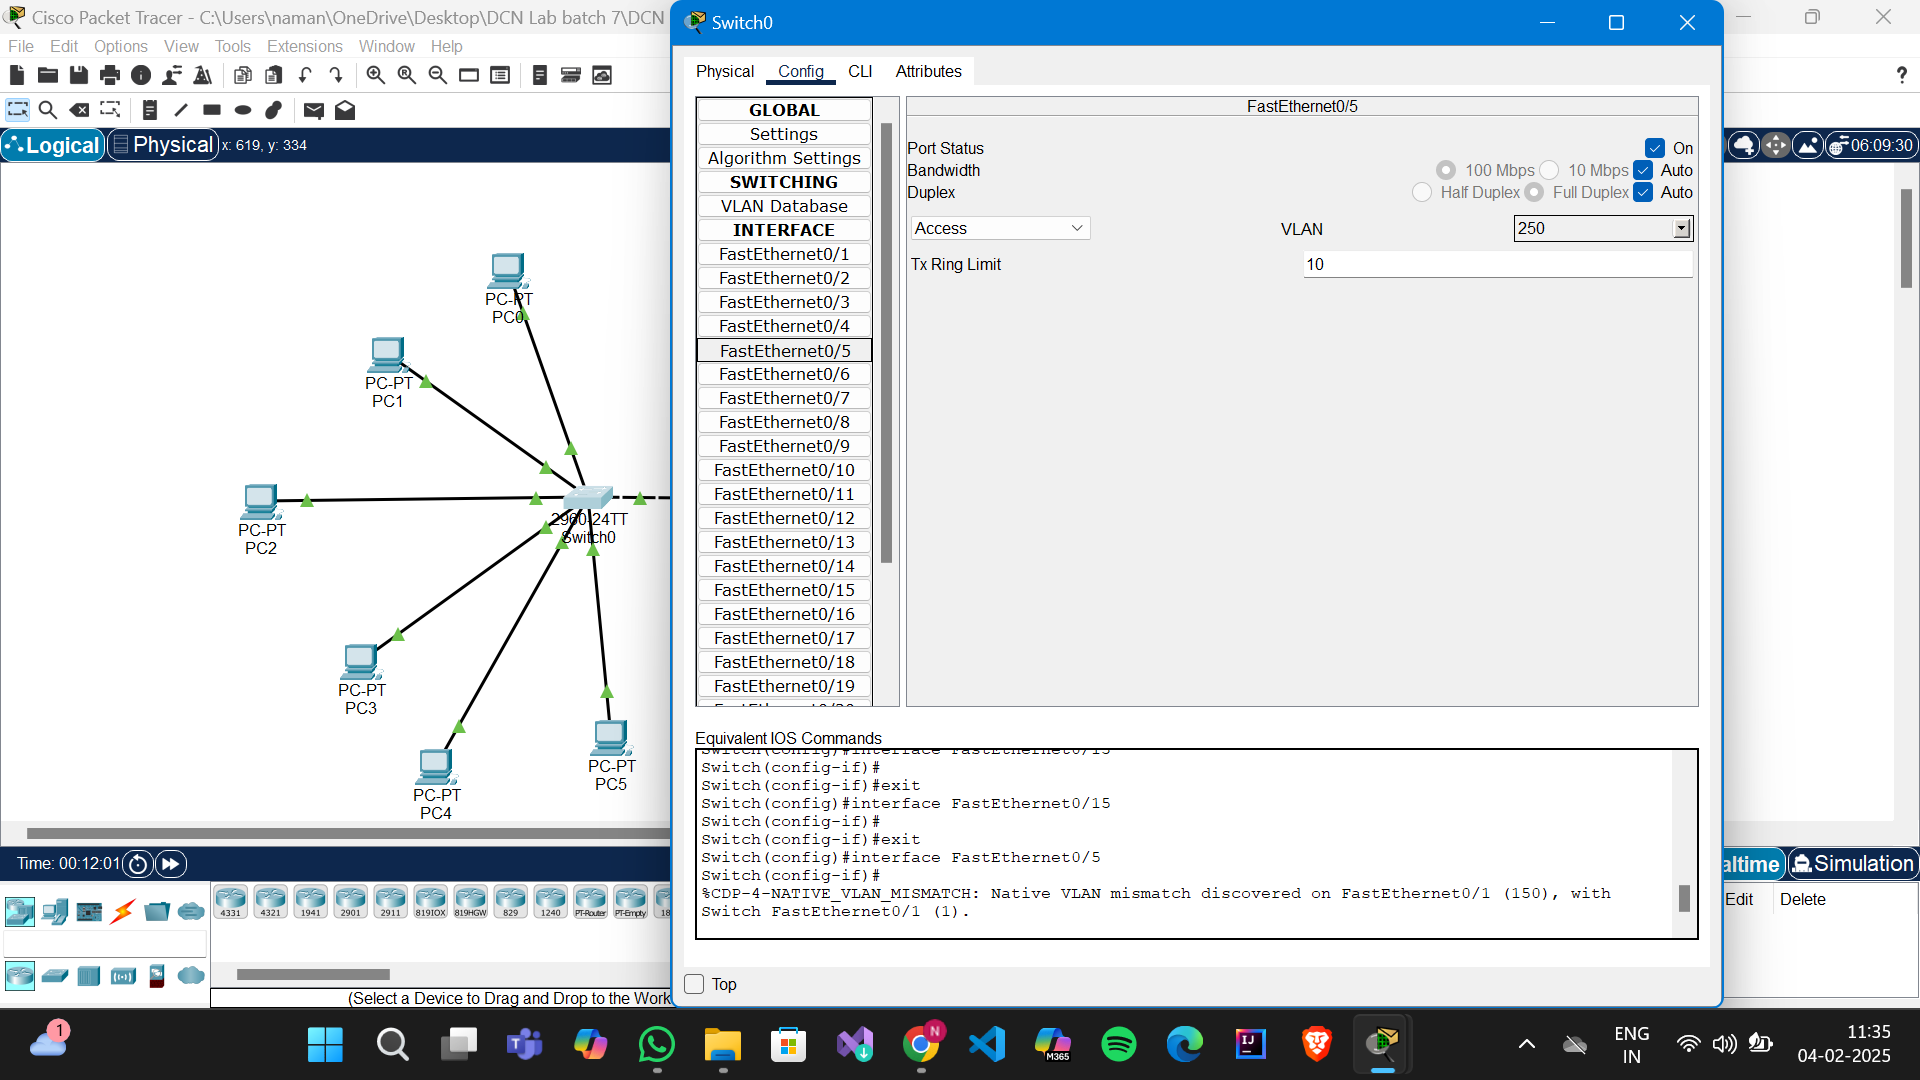 Cisco Packet Tracer - C:\Users\naman\OneDrive\Desktop\DCN Lab batch 7\DCN
File Edit Options View Tools Extensions Window Help
Logical
Physical
x: 619, y: 334
PC-PT
PC0
PC-PT
PC1
PC-PT
PC2
2960-24TT
Switch0
PC-PT
PC3
PC-PT
PC4
PC-PT
PC5
Time: 00:12:01
4331
4321
1941
2901
2911
819IOX
819HGW
829
1240
PT-Router
PT-Empty
18
(Select a Device to Drag and Drop to the Work
Switch0
Physical Config CLI Attributes
GLOBAL
Settings
Algorithm Settings
SWITCHING
VLAN Database
INTERFACE
FastEthernet0/1
FastEthernet0/2
FastEthernet0/3
FastEthernet0/4
FastEthernet0/5
FastEthernet0/6
FastEthernet0/7
FastEthernet0/8
FastEthernet0/9
FastEthernet0/10
FastEthernet0/11
FastEthernet0/12
FastEthernet0/13
FastEthernet0/14
FastEthernet0/15
FastEthernet0/16
FastEthernet0/17
FastEthernet0/18
FastEthernet0/19
FastEthernet0/5
Port Status On
Bandwidth 100 Mbps 10 Mbps Auto
Duplex Half Duplex Full Duplex Auto
Access VLAN 250
Tx Ring Limit 10
Equivalent IOS Commands
Switch(config)#interface FastEthernet0/15
Switch(config-if)#
Switch(config-if)#exit
Switch(config)#interface FastEthernet0/15
Switch(config-if)#
Switch(config-if)#exit
Switch(config)#interface FastEthernet0/5
Switch(config-if)#
%CDP-4-NATIVE_VLAN_MISMATCH: Native VLAN mismatch discovered on FastEthernet0/1 (150), with
Switch FastEthernet0/1 (1).
Top
?
06:09:30
altime
Simulation
Edit Delete
1
N
M365
IJ
ENG
IN
11:35
04-02-2025